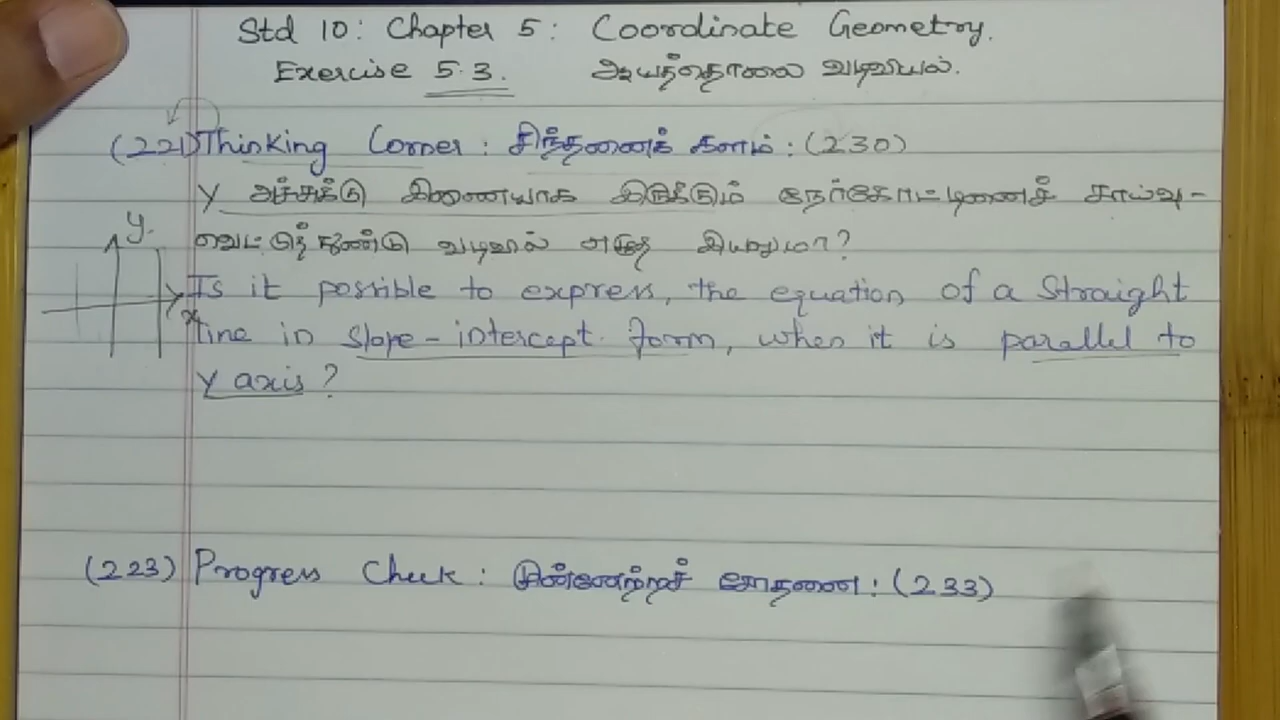 Std 10: Chapter 5: Coordinate Geometry.
Exercise 5.3. ஆயத்தொலை வடிவியல்.
(221) Thinking Corner: சிந்தனைக் களம்: (230)
Y அச்சுக்கு இணையாக இருக்கும் நேர்கோட்டினைச் சாய்வு-
வெட்டுத்துண்டு வடிவில் எழுத இயலுமா?
y.
x
Is it possible to express, the equation of a straight
line in slope-intercept form, when it is parallel to
Y axis?
(223) Progress Check: முன்னேற்றச் சோதனை: (233)